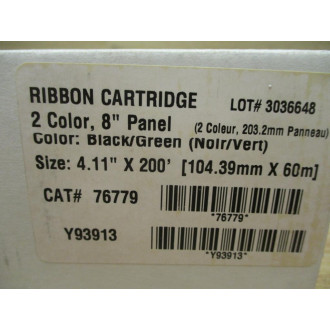 RIBBON CARTRIDGE LOT# 3036648
2 Color, 8" Panel (2 Couleur, 203.2mm Panneau)
Color: Black/Green (Noir/Vert)
Size: 4.11" X 200' [104.39mm X 60m]
CAT# 76779
"76779"
Y93913
"Y93913"